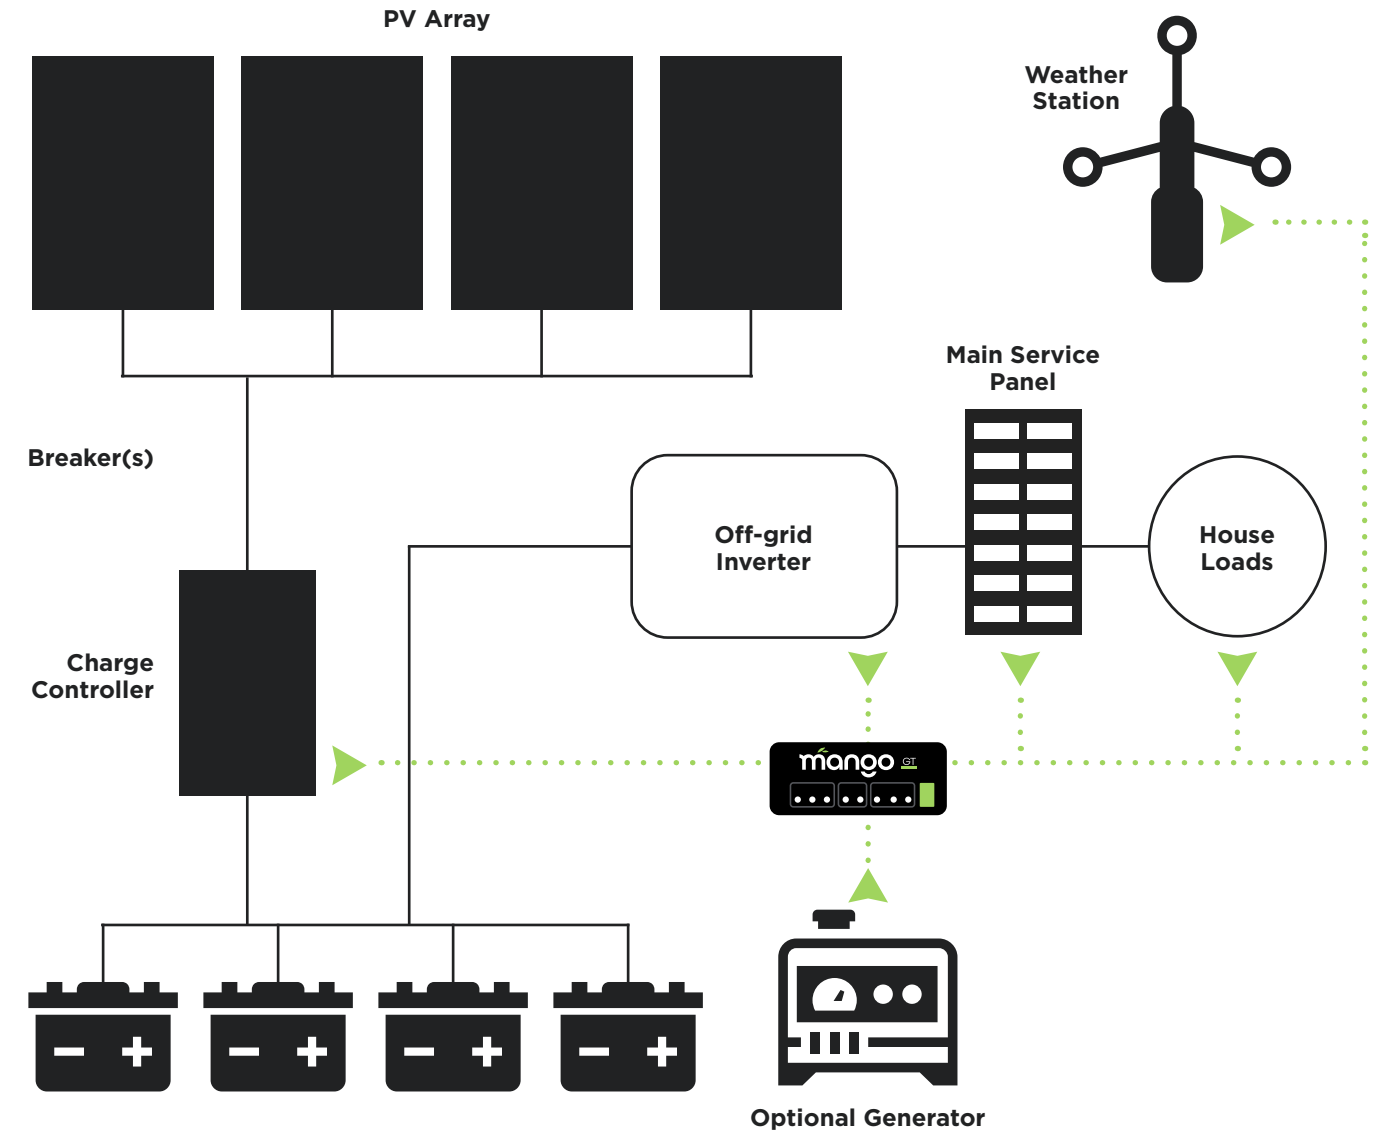 PV Array
Weather
Station
Main Service
Panel
Breaker(s)
Off-grid
Inverter
House
Loads
Charge
Controller
mango GT
Optional Generator